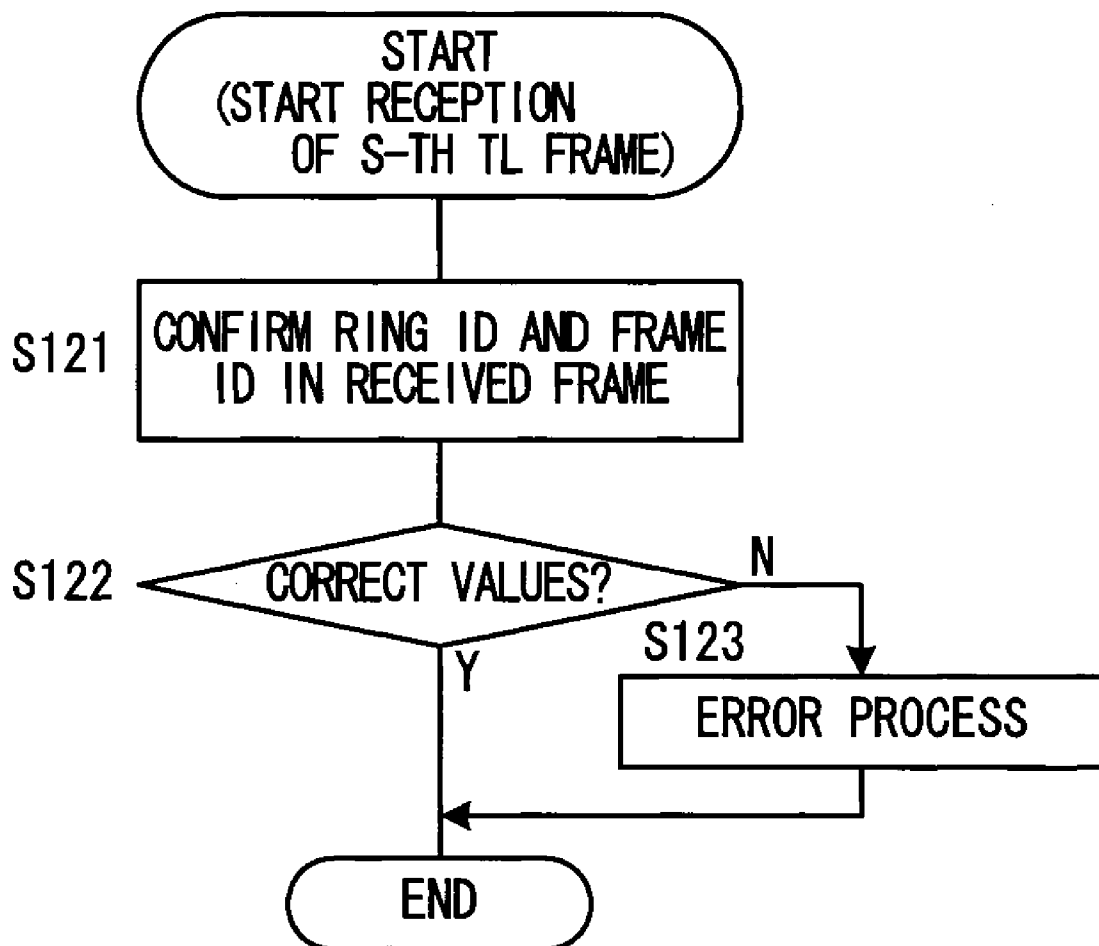 START
(START RECEPTION
OF S-TH TL FRAME)
S121
CONFIRM RING ID AND FRAME
ID IN RECEIVED FRAME
S122
CORRECT VALUES?
N
Y
S123
ERROR PROCESS
END